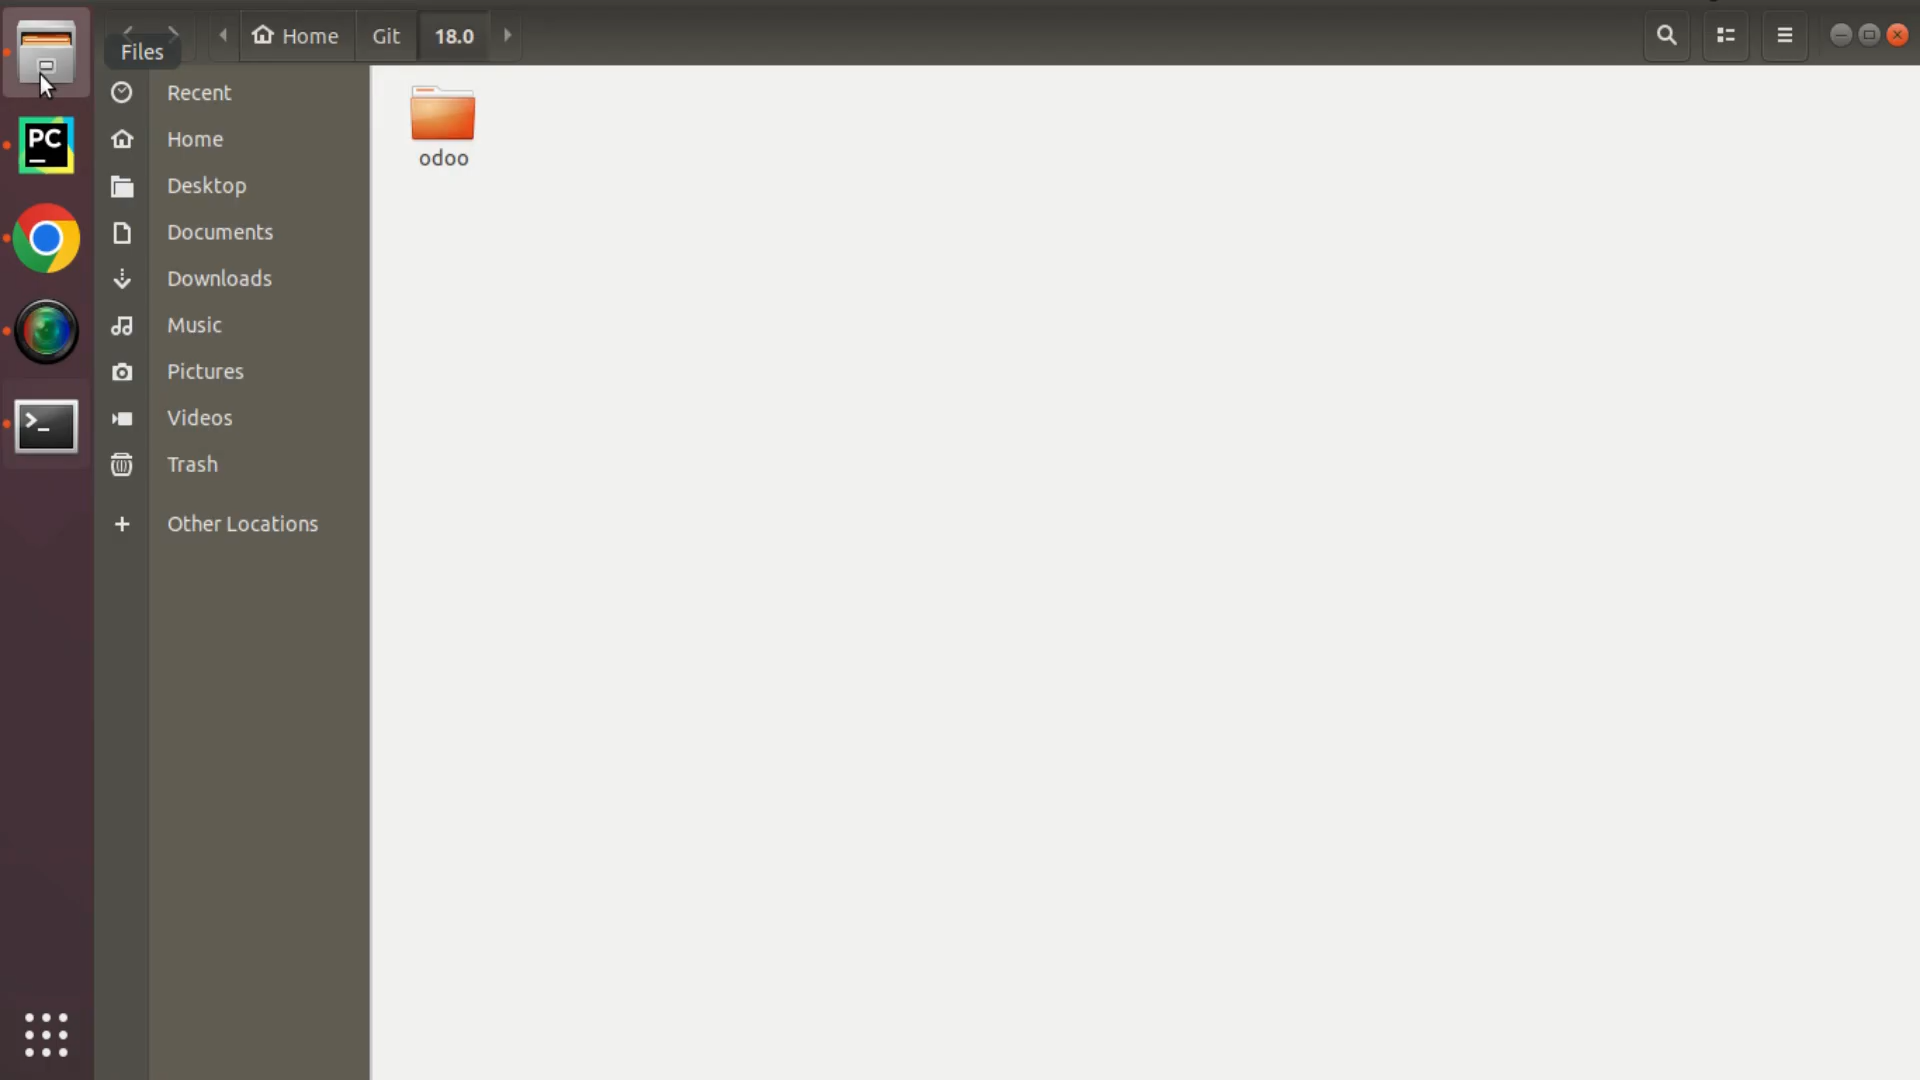 Files
Home
Git
18.0
Recent
Home
Desktop
Documents
Downloads
Music
Pictures
Videos
Trash
Other Locations
odoo
PC